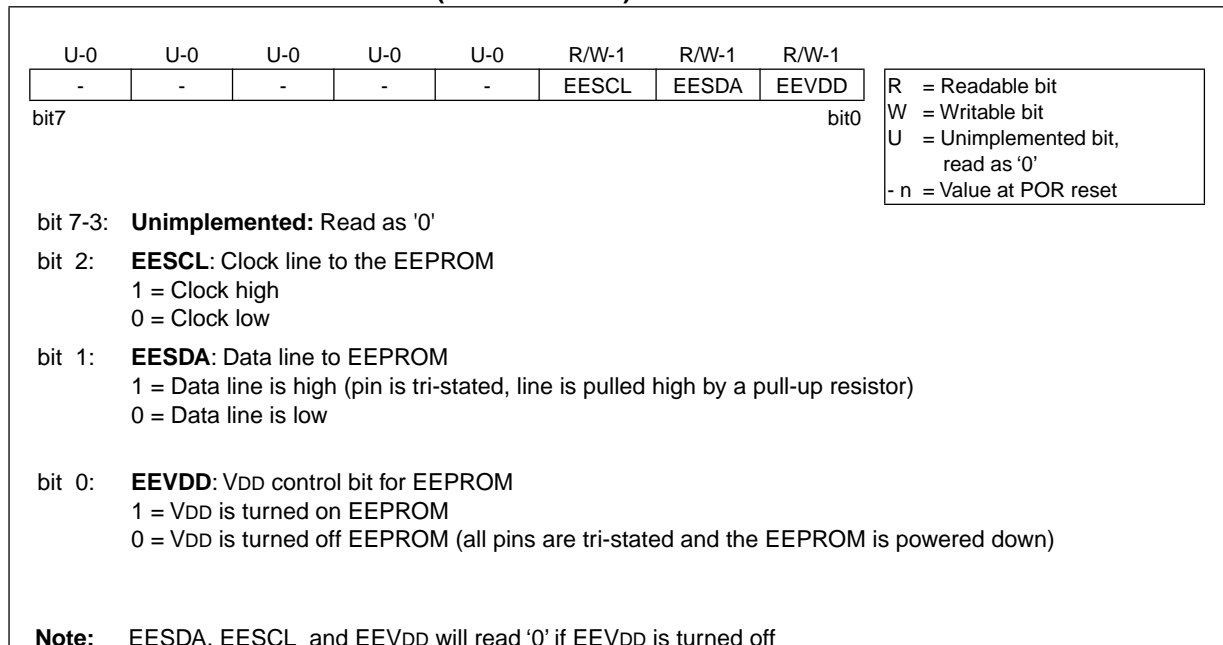 U-0 U-0 U-0 U-0 U-0 R/W-1 R/W-1 R/W-1
- - - - - EESCL EESDA EEVDD
bit7 bit0
R = Readable bit
W = Writable bit
U = Unimplemented bit,
read as ‘0’
- n = Value at POR reset
bit 7-3: Unimplemented: Read as '0'
bit 2: EESCL: Clock line to the EEPROM
1 = Clock high
0 = Clock low
bit 1: EESDA: Data line to EEPROM
1 = Data line is high (pin is tri-stated, line is pulled high by a pull-up resistor)
0 = Data line is low
bit 0: EEVDD: VDD control bit for EEPROM
1 = VDD is turned on EEPROM
0 = VDD is turned off EEPROM (all pins are tri-stated and the EEPROM is powered down)
Note: EESDA, EESCL and EEVDD will read ‘0’ if EEVDD is turned off